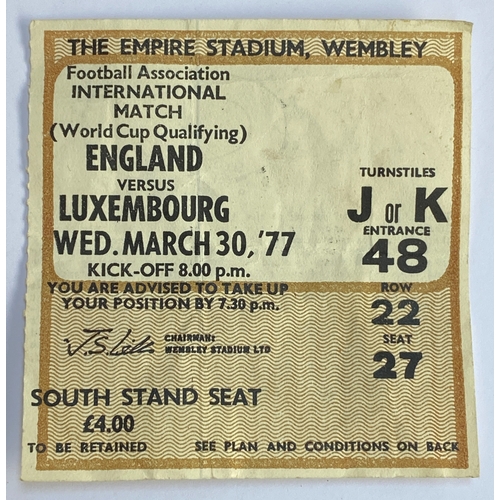 THE EMPIRE STADIUM, WEMBLEY
Football Association
INTERNATIONAL
MATCH
(World Cup Qualifying)
ENGLAND
VERSUS
LUXEMBOURG
WED. MARCH 30, '77
KICK-OFF 8.00 p.m.
YOU ARE ADVISED TO TAKE UP
YOUR POSITION BY 7.30 p.m.
TURNSTILES
J or K
ENTRANCE
48
ROW
22
SEAT
27
CHAIRMAN:
WEMBLEY STADIUM LTD
SOUTH STAND SEAT
£4.00
TO BE RETAINED
SEE PLAN AND CONDITIONS ON BACK